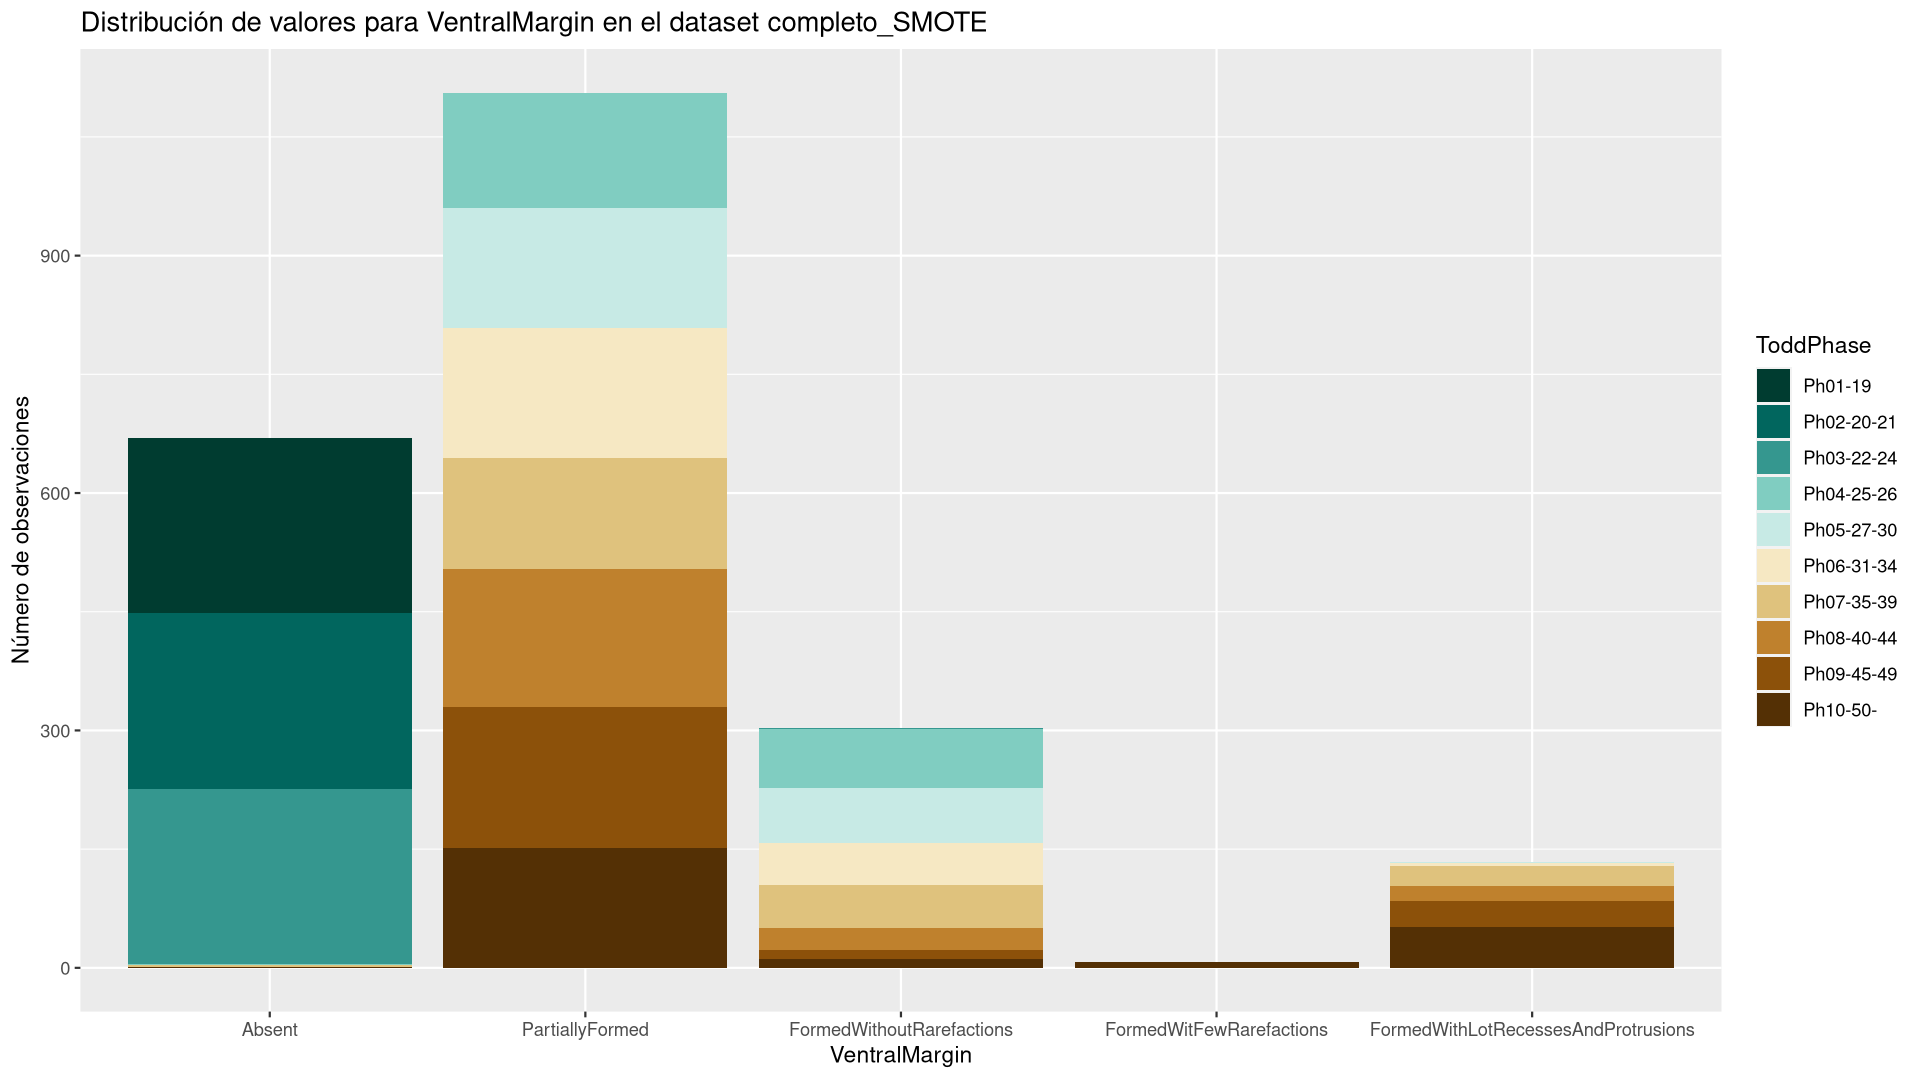 Distribución de valores para VentralMargin en el dataset completo_SMOTE
Número de observaciones
900
600
300
0
Absent
PartiallyFormed
FormedWithoutRarefactions
FormedWitFewRarefactions
FormedWithLotRecessesAndProtrusions
VentralMargin
ToddPhase
Ph01-19
Ph02-20-21
Ph03-22-24
Ph04-25-26
Ph05-27-30
Ph06-31-34
Ph07-35-39
Ph08-40-44
Ph09-45-49
Ph10-50-